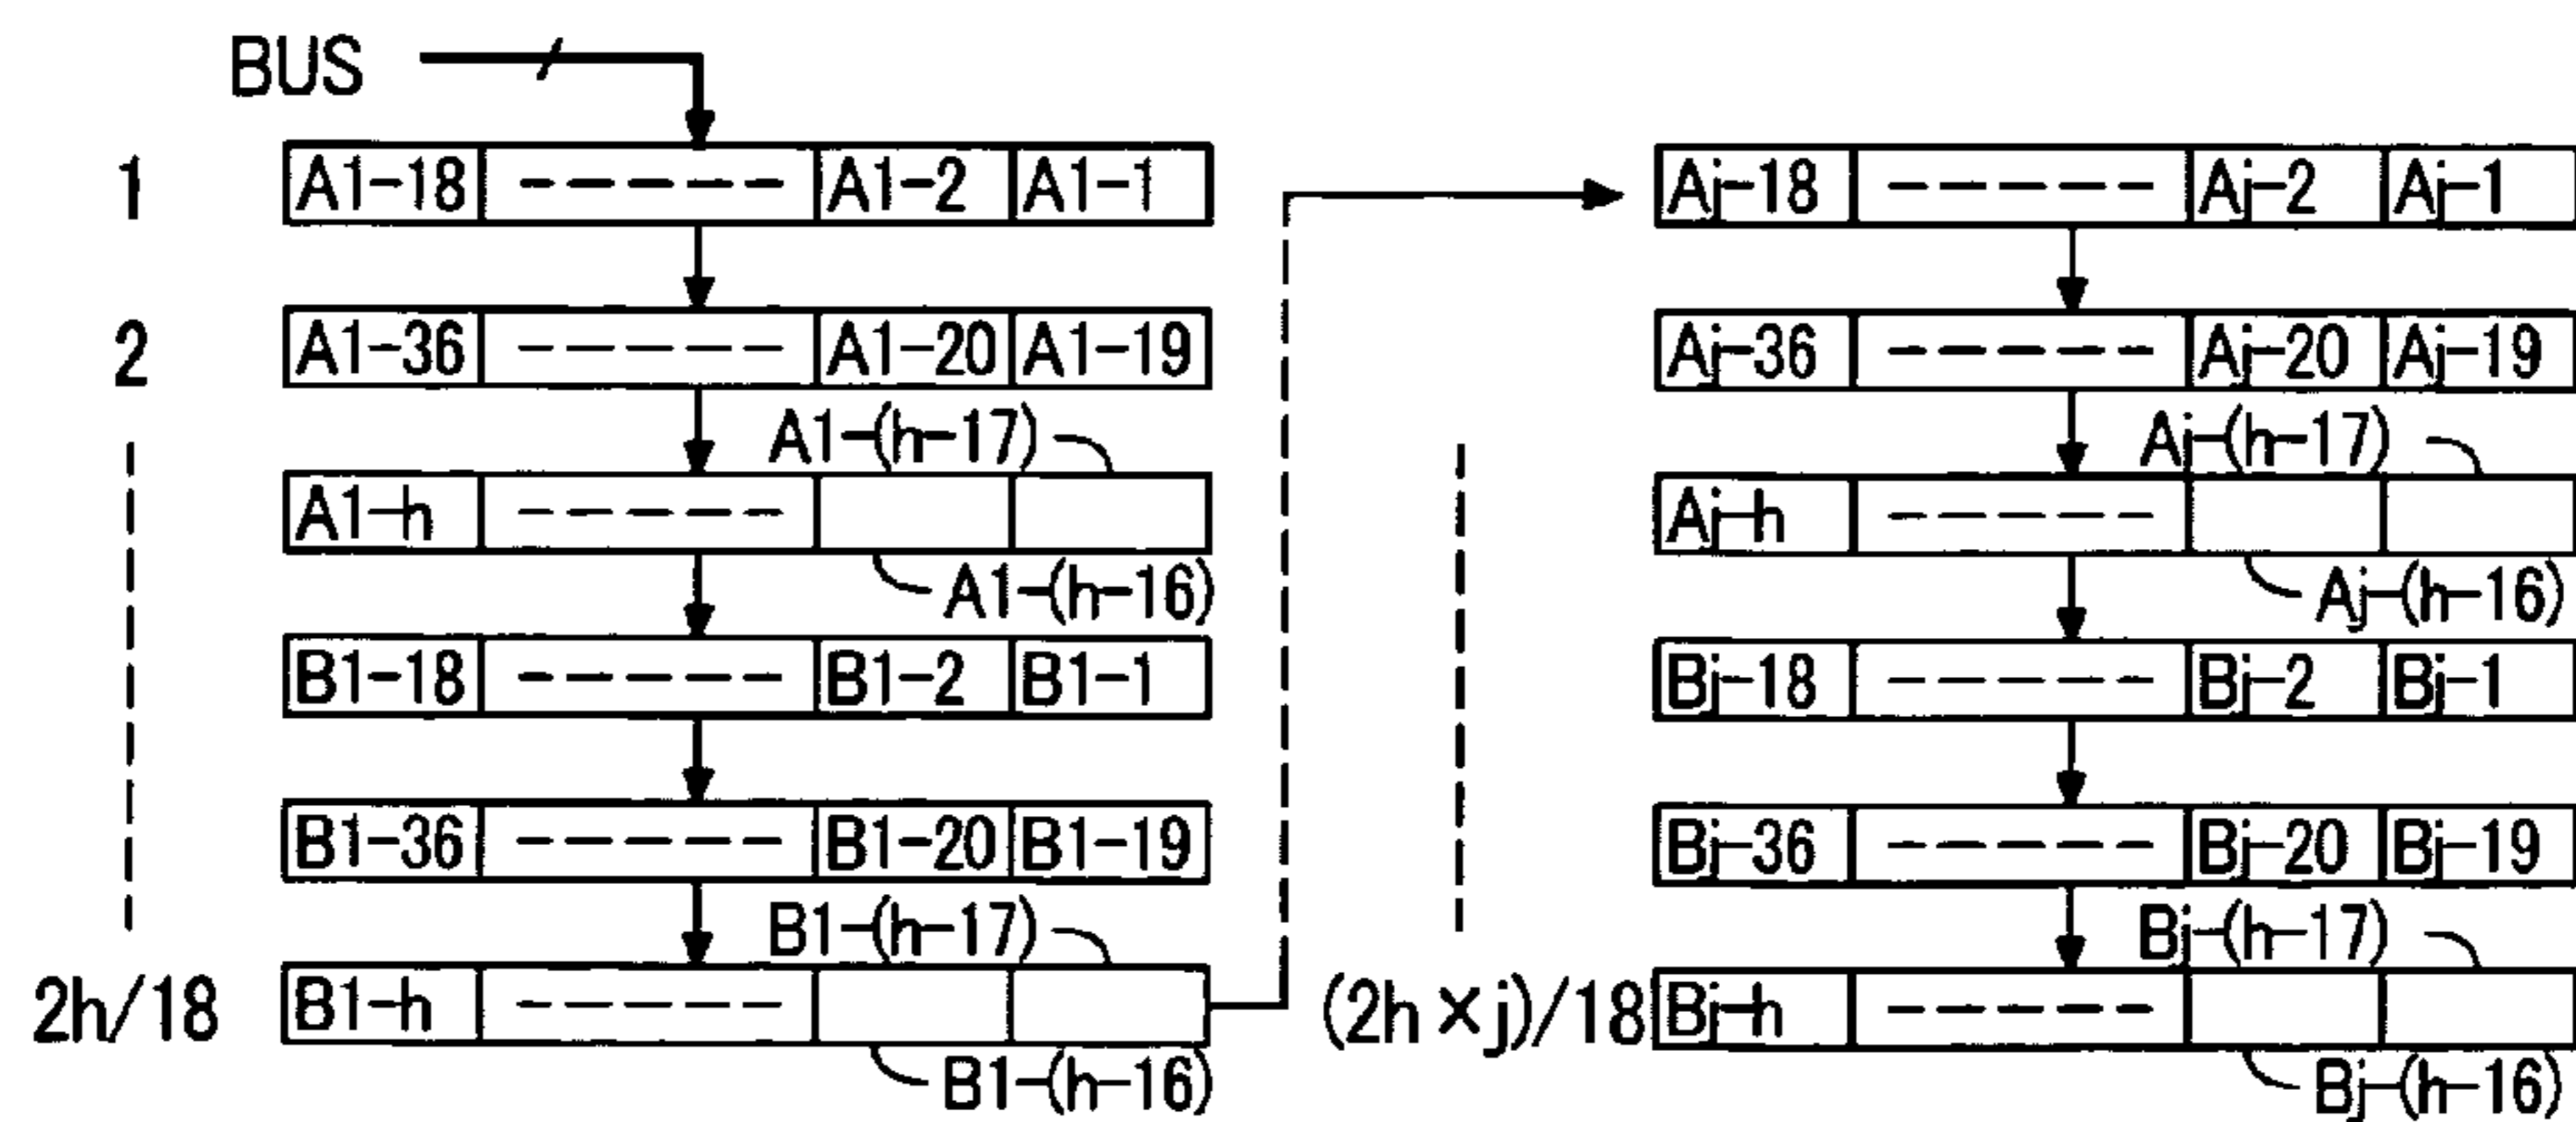 BUS
1 A1-18 A1-2 A1-1
2 A1-36 A1-20 A1-19
A1-(h-17)
A1-h
A1-(h-16)
B1-18 B1-2 B1-1
B1-36 B1-20 B1-19
B1-(h-17)
2h/18 B1-h
B1-(h-16)
Aj-18 Aj-2 Aj-1
Aj-36 Aj-20 Aj-19
Aj-(h-17)
Aj-h
Aj-(h-16)
Bj-18 Bj-2 Bj-1
Bj-36 Bj-20 Bj-19
Bj-(h-17)
(2h×j)/18 Bj-h
Bj-(h-16)